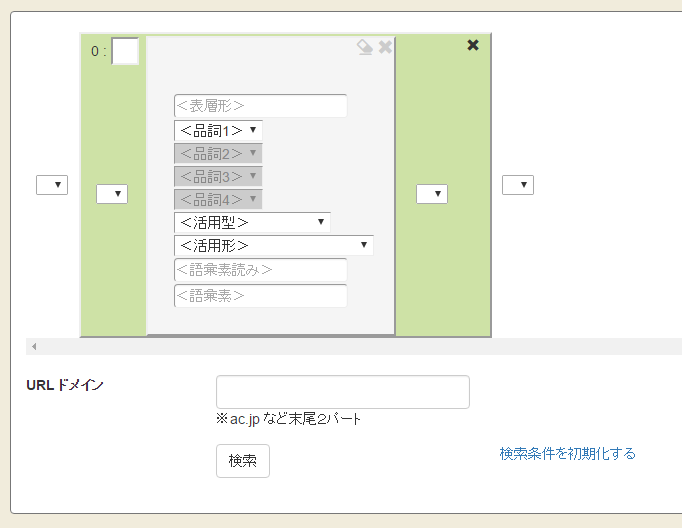 0 :
＜表層形＞
＜品詞1＞
＜品詞2＞
＜品詞3＞
＜品詞4＞
＜活用型＞
＜活用形＞
＜語彙素読み＞
＜語彙素＞
URL ドメイン
※ac.jp など末尾２パート
検索
検索条件を初期化する